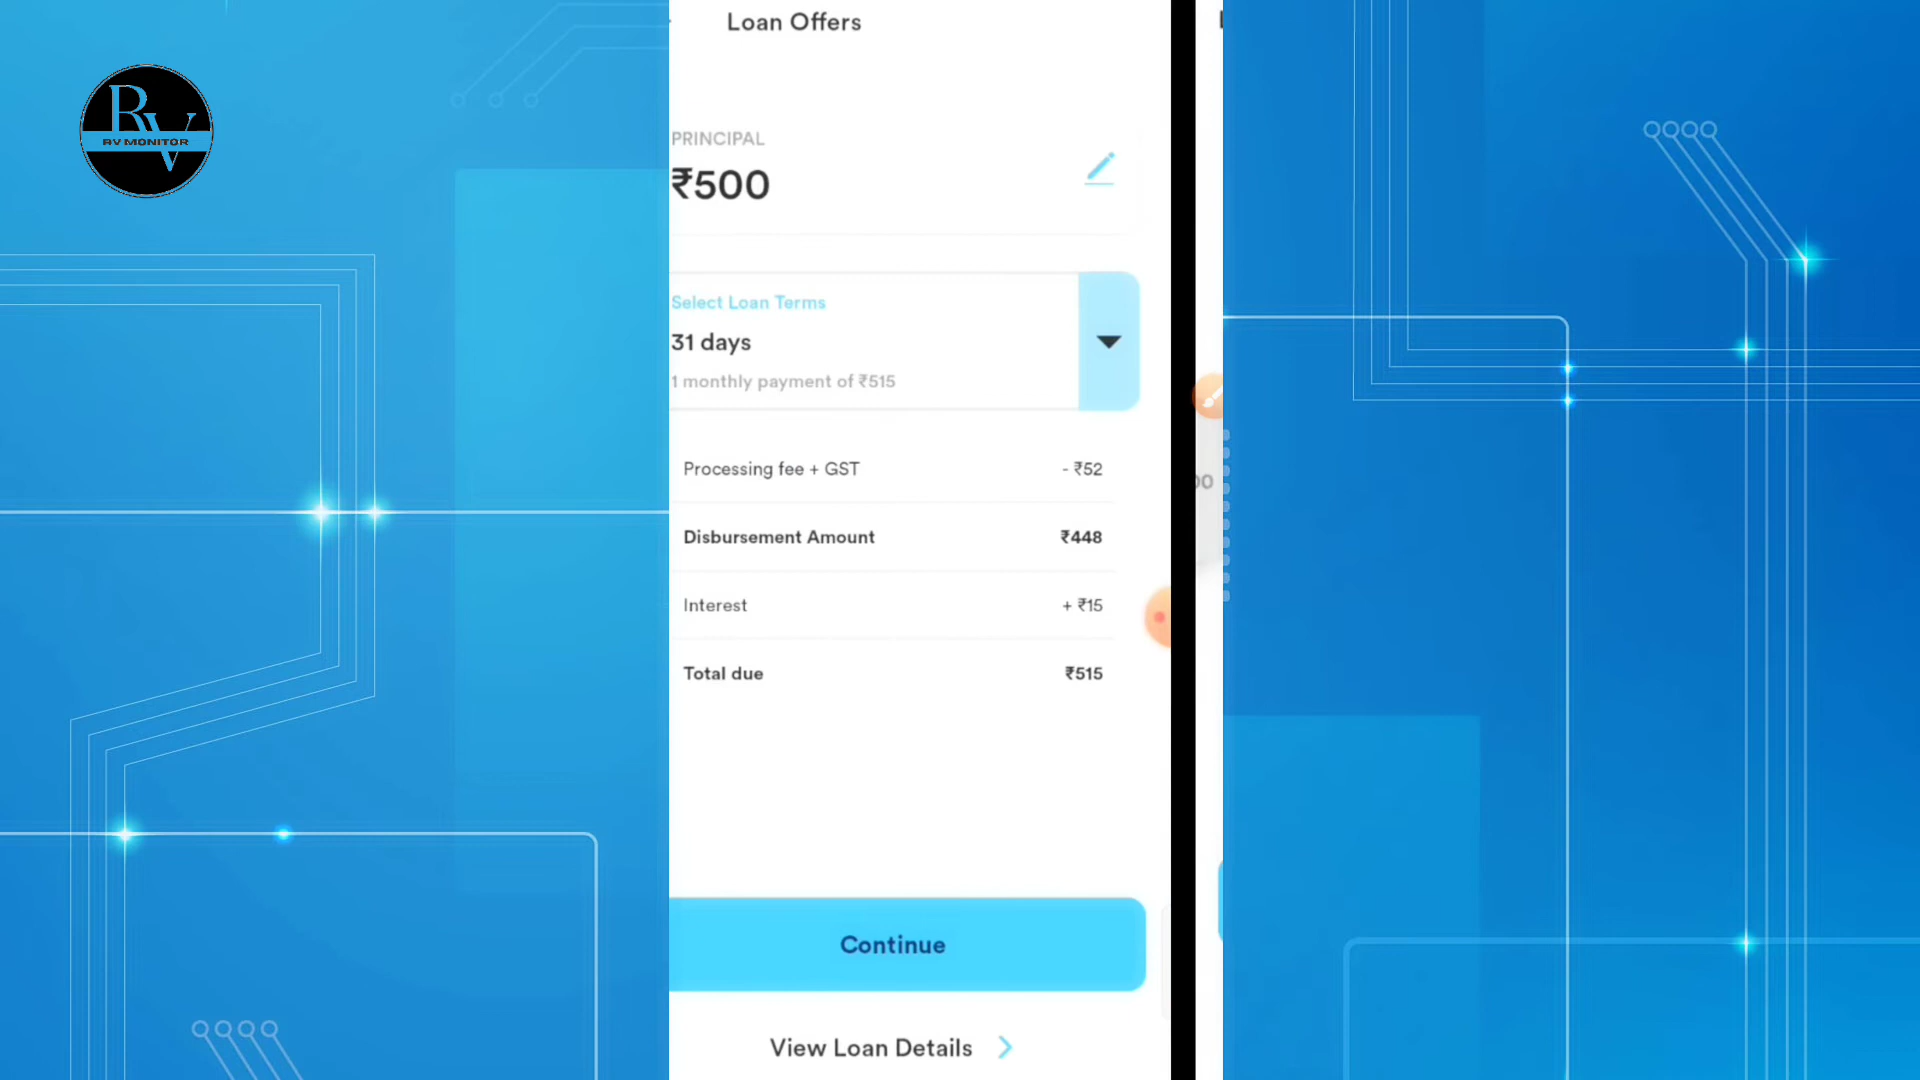 Loan Offers
RV
RV MONITOR
PRINCIPAL
₹500
Select Loan Terms
31 days
1 monthly payment of ₹515
Processing fee + GST - ₹52
Disbursement Amount ₹448
Interest + ₹15
Total due ₹515
Continue
View Loan Details